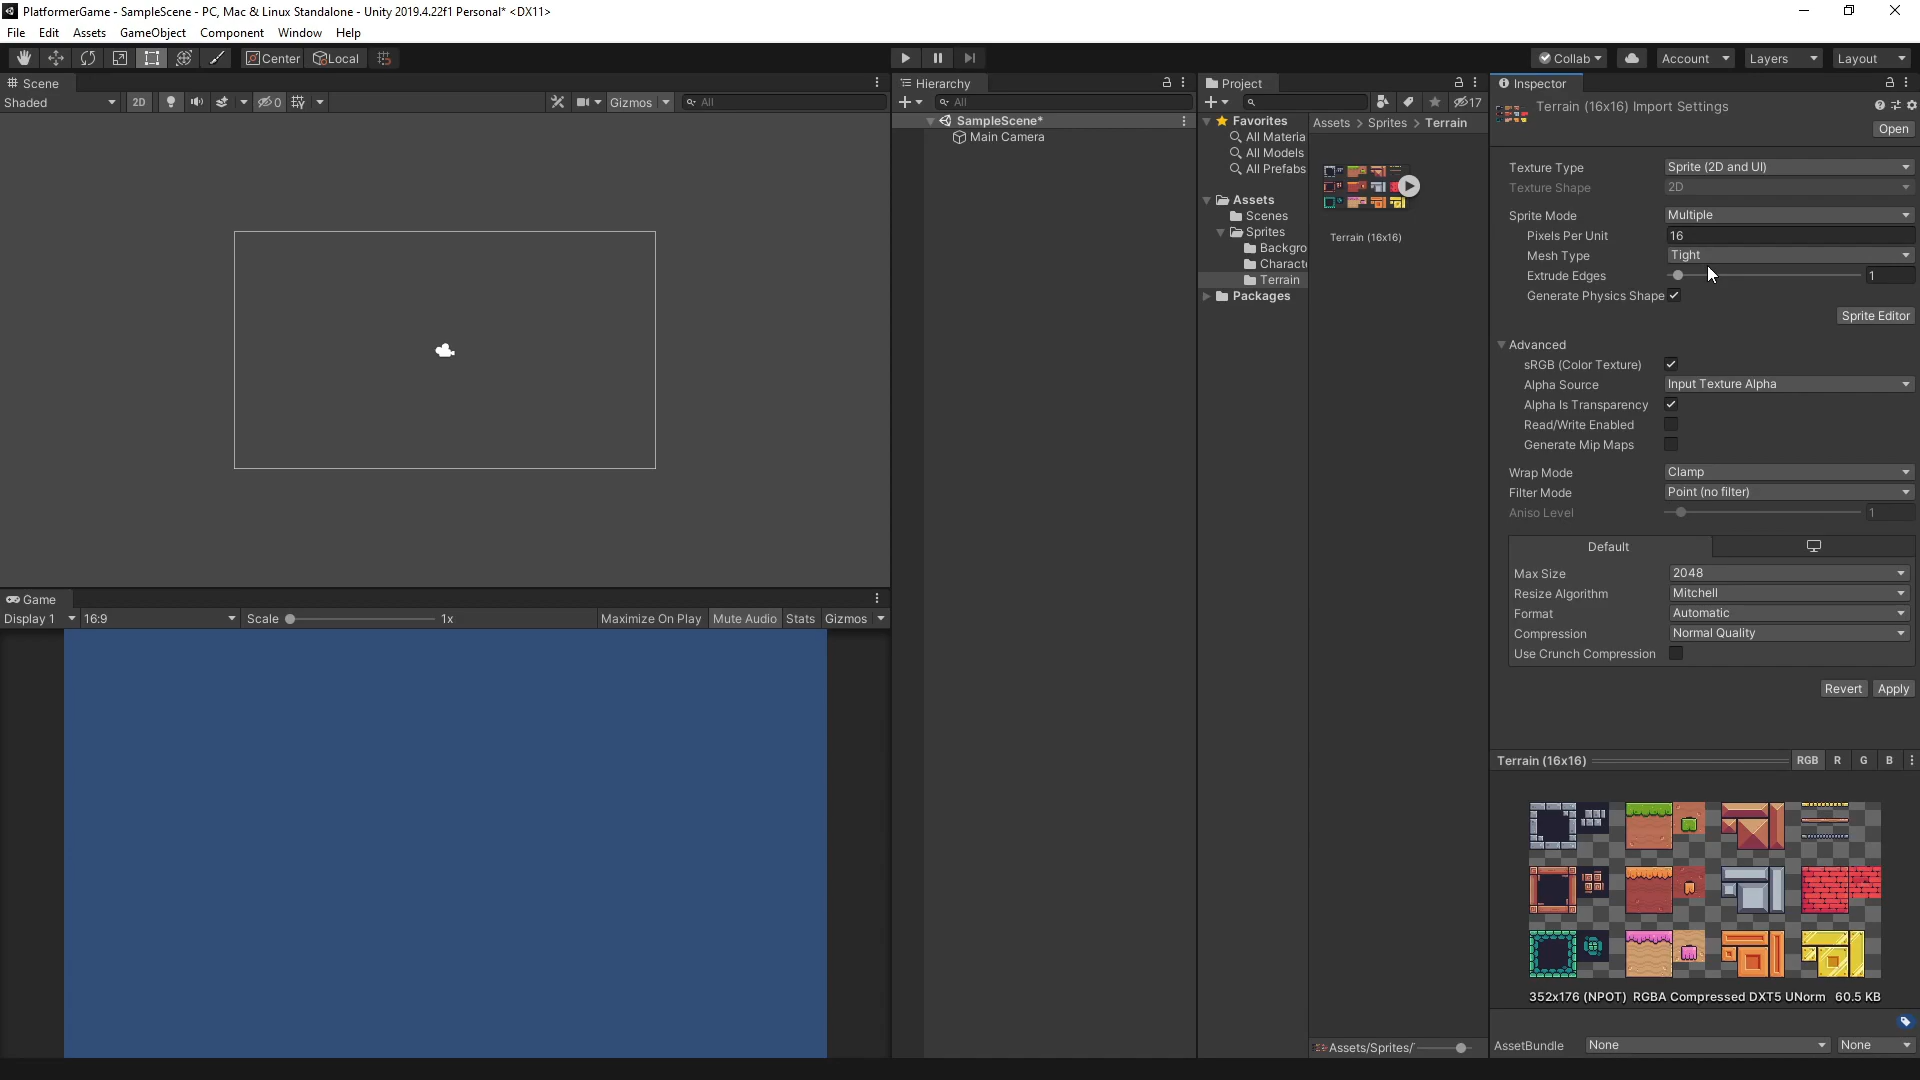 PlatformerGame - SampleScene - PC, Mac & Linux Standalone - Unity 2019.4.22f1 Personal* <DX11>
File Edit Assets GameObject Component Window Help
Center Local Collab Account Layers Layout
Scene
Shaded 2D 0 Gizmos All
Hierarchy
All
SampleScene*
Main Camera
Project
17
Favorites
All Materia
All Models
All Prefabs
Assets
Scenes
Sprites
Backgro
Characte
Terrain
Packages
Assets > Sprites > Terrain
Terrain (16x16)
Assets/Sprites/
Game
Display 1 16:9 Scale 1x Maximize On Play Mute Audio Stats Gizmos
Inspector
Terrain (16x16) Import Settings
Open
Texture Type Sprite (2D and UI)
Texture Shape 2D
Sprite Mode Multiple
Pixels Per Unit 16
Mesh Type Tight
Extrude Edges 1
Generate Physics Shape
Sprite Editor
Advanced
sRGB (Color Texture)
Alpha Source Input Texture Alpha
Alpha Is Transparency
Read/Write Enabled
Generate Mip Maps
Wrap Mode Clamp
Filter Mode Point (no filter)
Aniso Level 1
Default
Max Size 2048
Resize Algorithm Mitchell
Format Automatic
Compression Normal Quality
Use Crunch Compression
Revert Apply
Terrain (16x16) RGB R G B
352x176 (NPOT) RGBA Compressed DXT5 UNorm 60.5 KB
AssetBundle None None